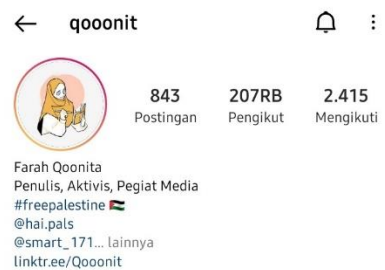 qooonit
843 207RB 2.415
Postingan Pengikut Mengikuti
Farah Qoonita
Penulis, Aktivis, Pegiat Media
#freepalestine 🇵🇸
@hai.pals
@smart_171... lainnya
linktr.ee/Qooonit